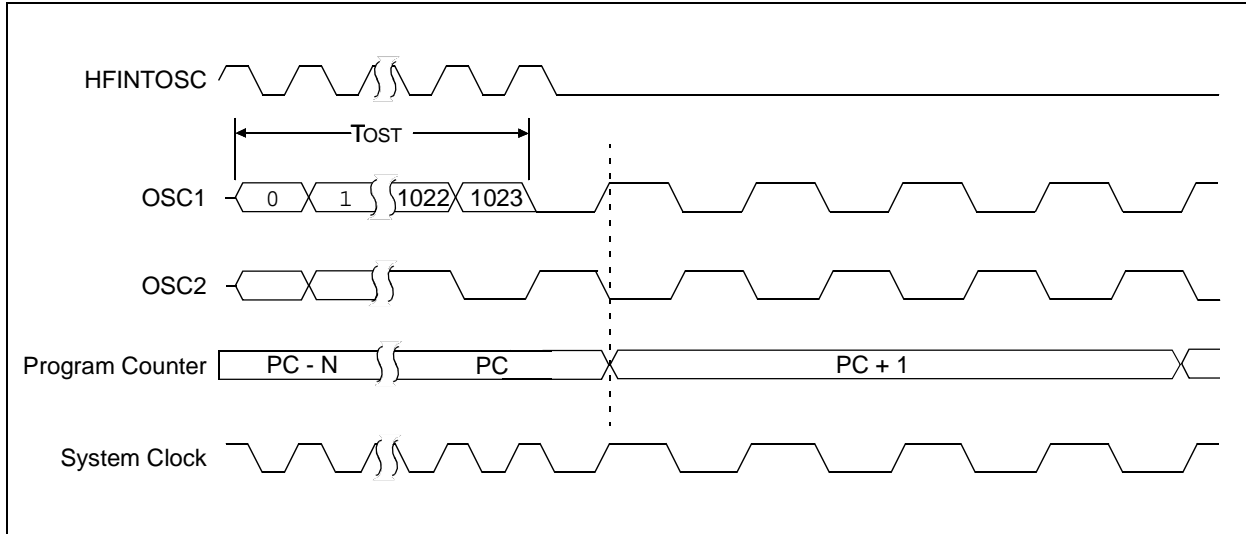 HFINTOSC
TOST
OSC1 0 1 1022 1023
OSC2
Program Counter PC - N PC PC + 1
System Clock